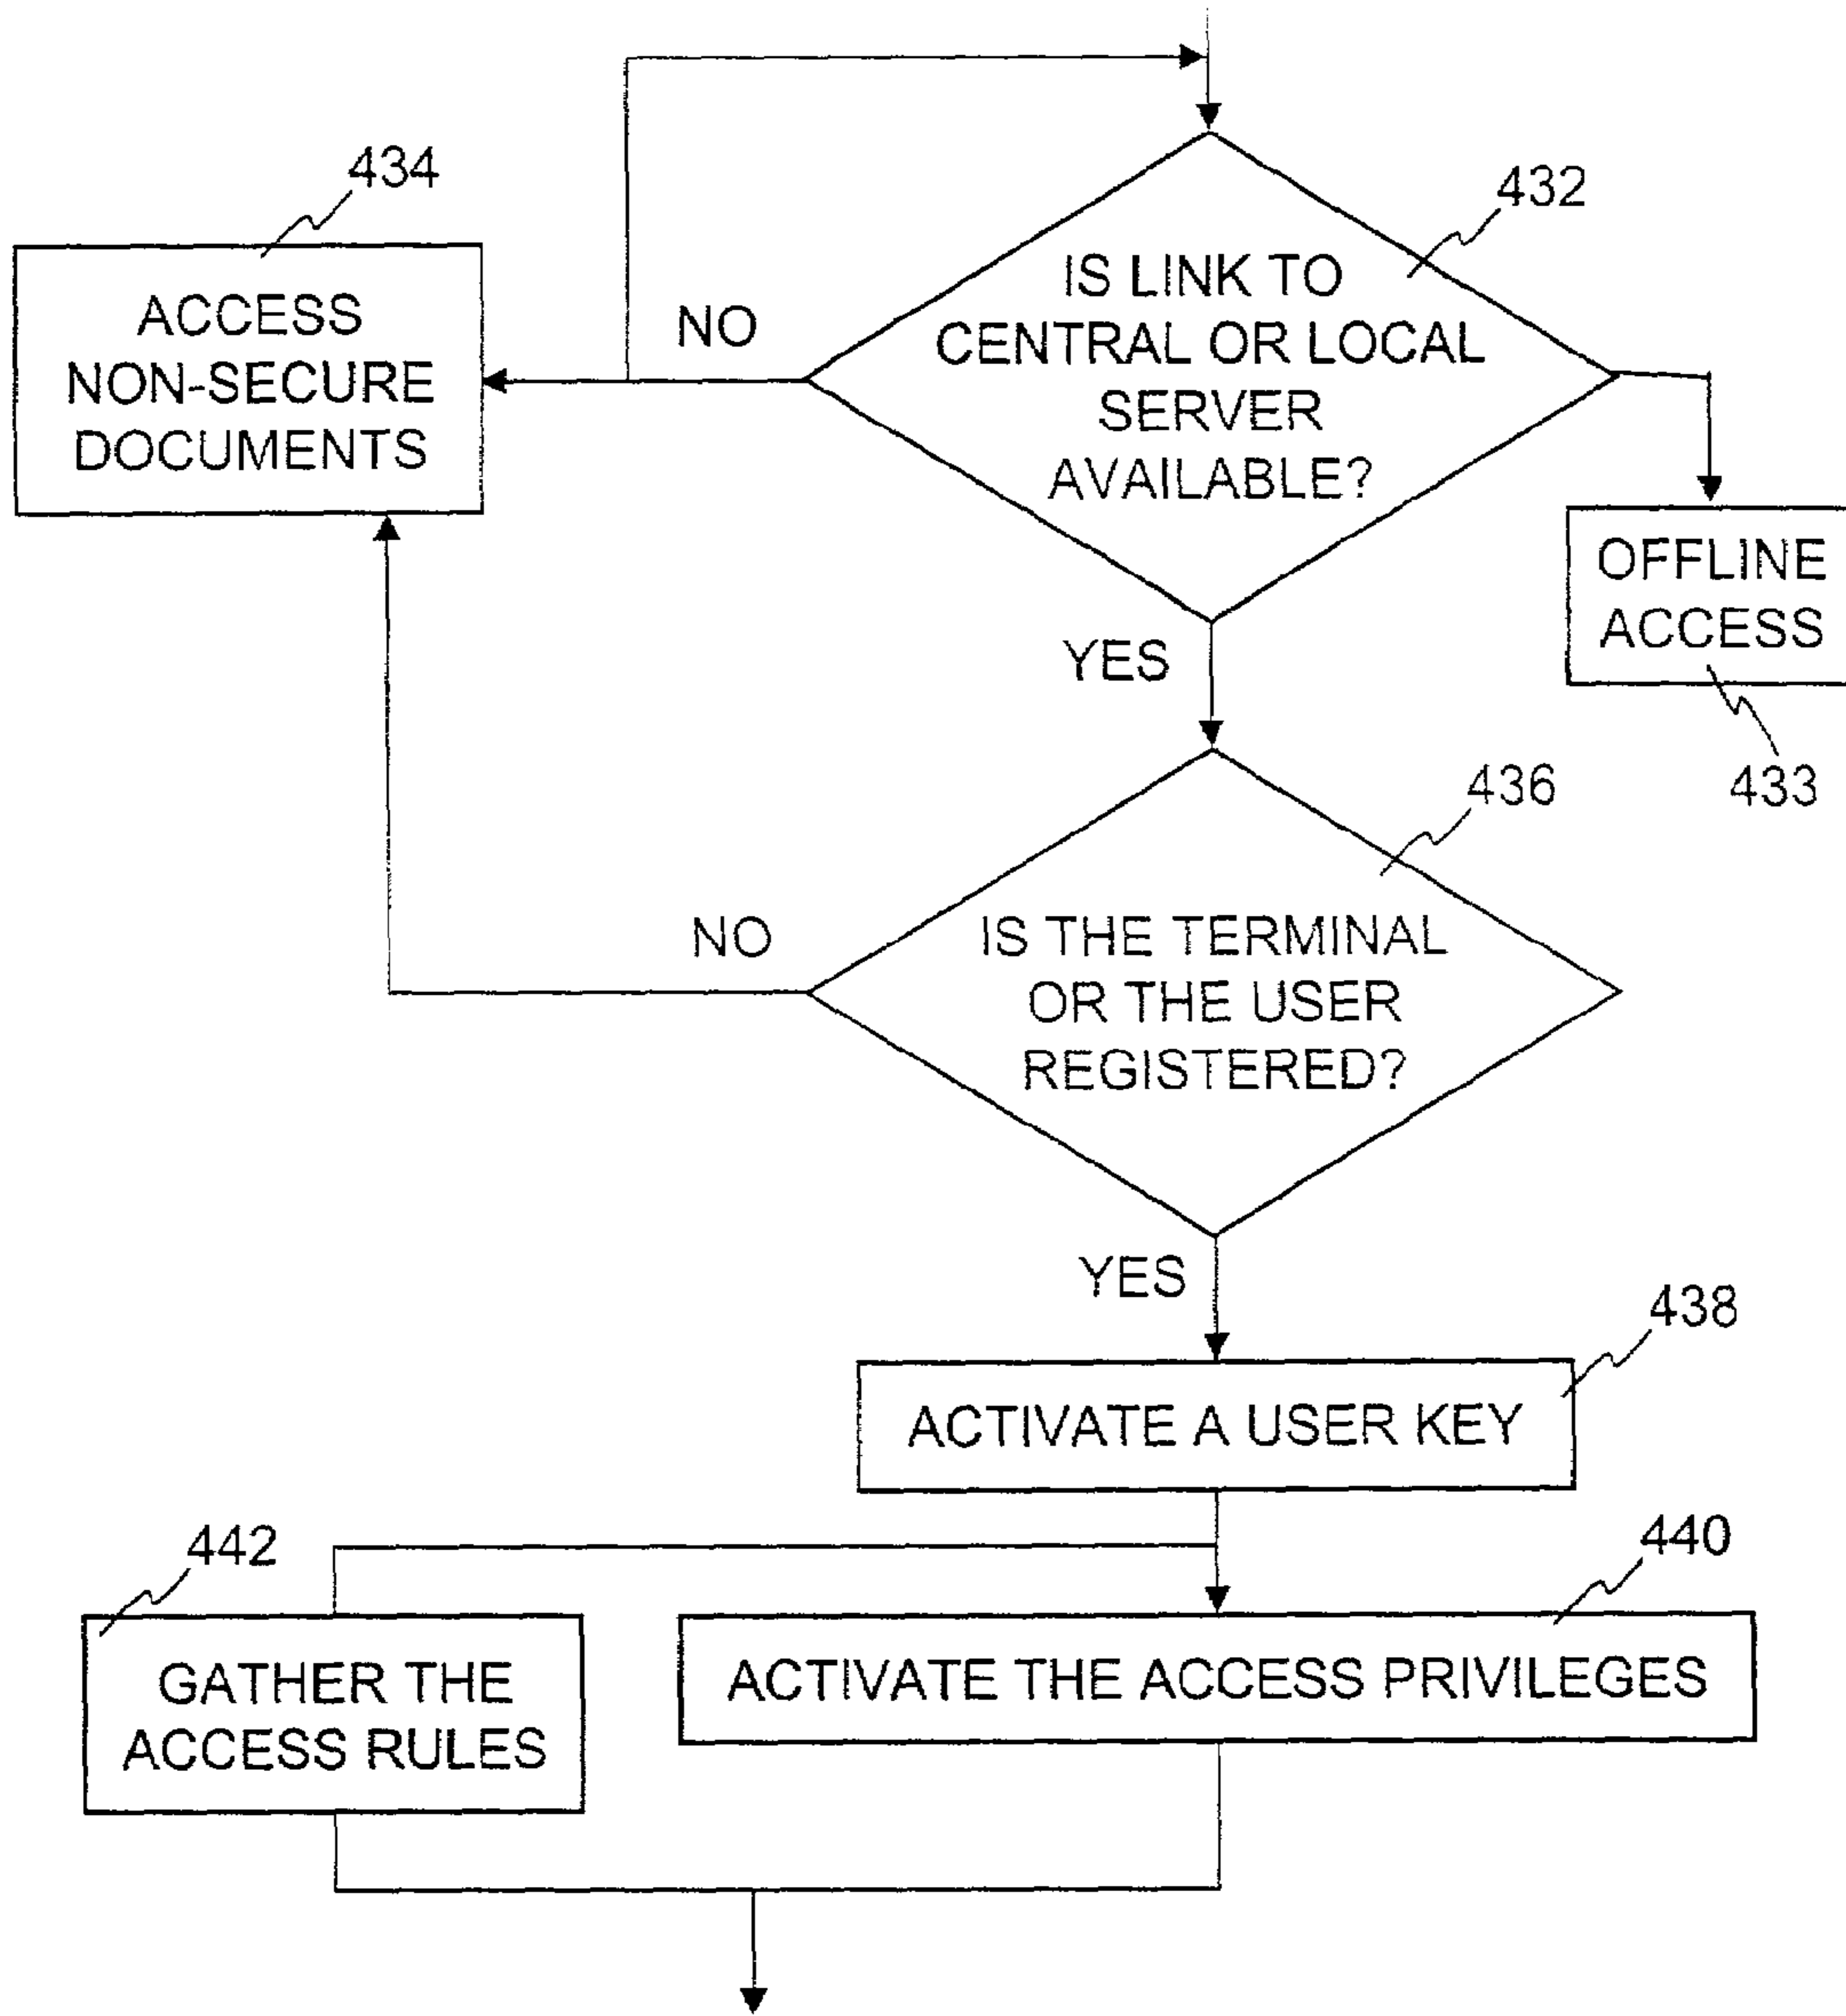 434
432
IS LINK TO
CENTRAL OR LOCAL
SERVER
AVAILABLE?
NO
ACCESS
NON-SECURE
DOCUMENTS
OFFLINE
ACCESS
433
YES
436
IS THE TERMINAL
OR THE USER
REGISTERED?
NO
YES
438
ACTIVATE A USER KEY
442
440
GATHER THE
ACCESS RULES
ACTIVATE THE ACCESS PRIVILEGES